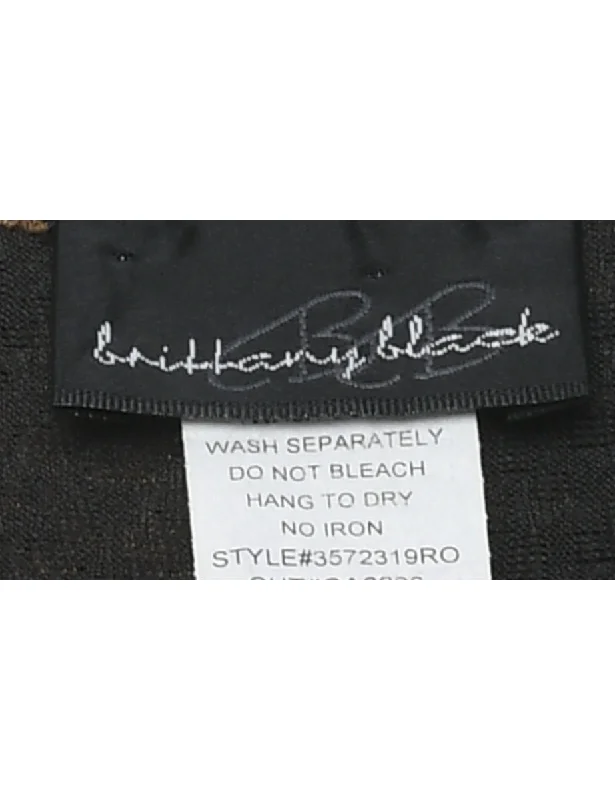 brittany black
BB
WASH SEPARATELY
DO NOT BLEACH
HANG TO DRY
NO IRON
STYLE#3572319RO